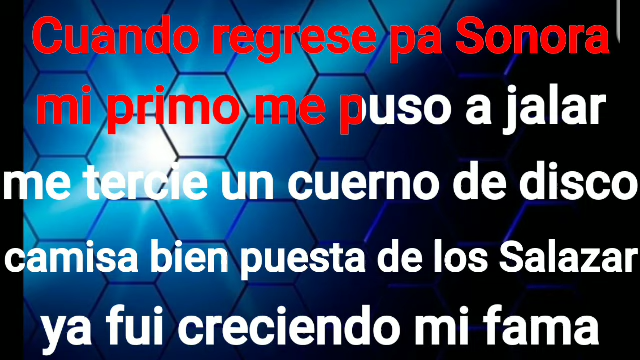 Cuando regrese pa Sonora
mi primo me puso a jalar
me tercie un cuerno de disco
camisa bien puesta de los Salazar
ya fui creciendo mi fama